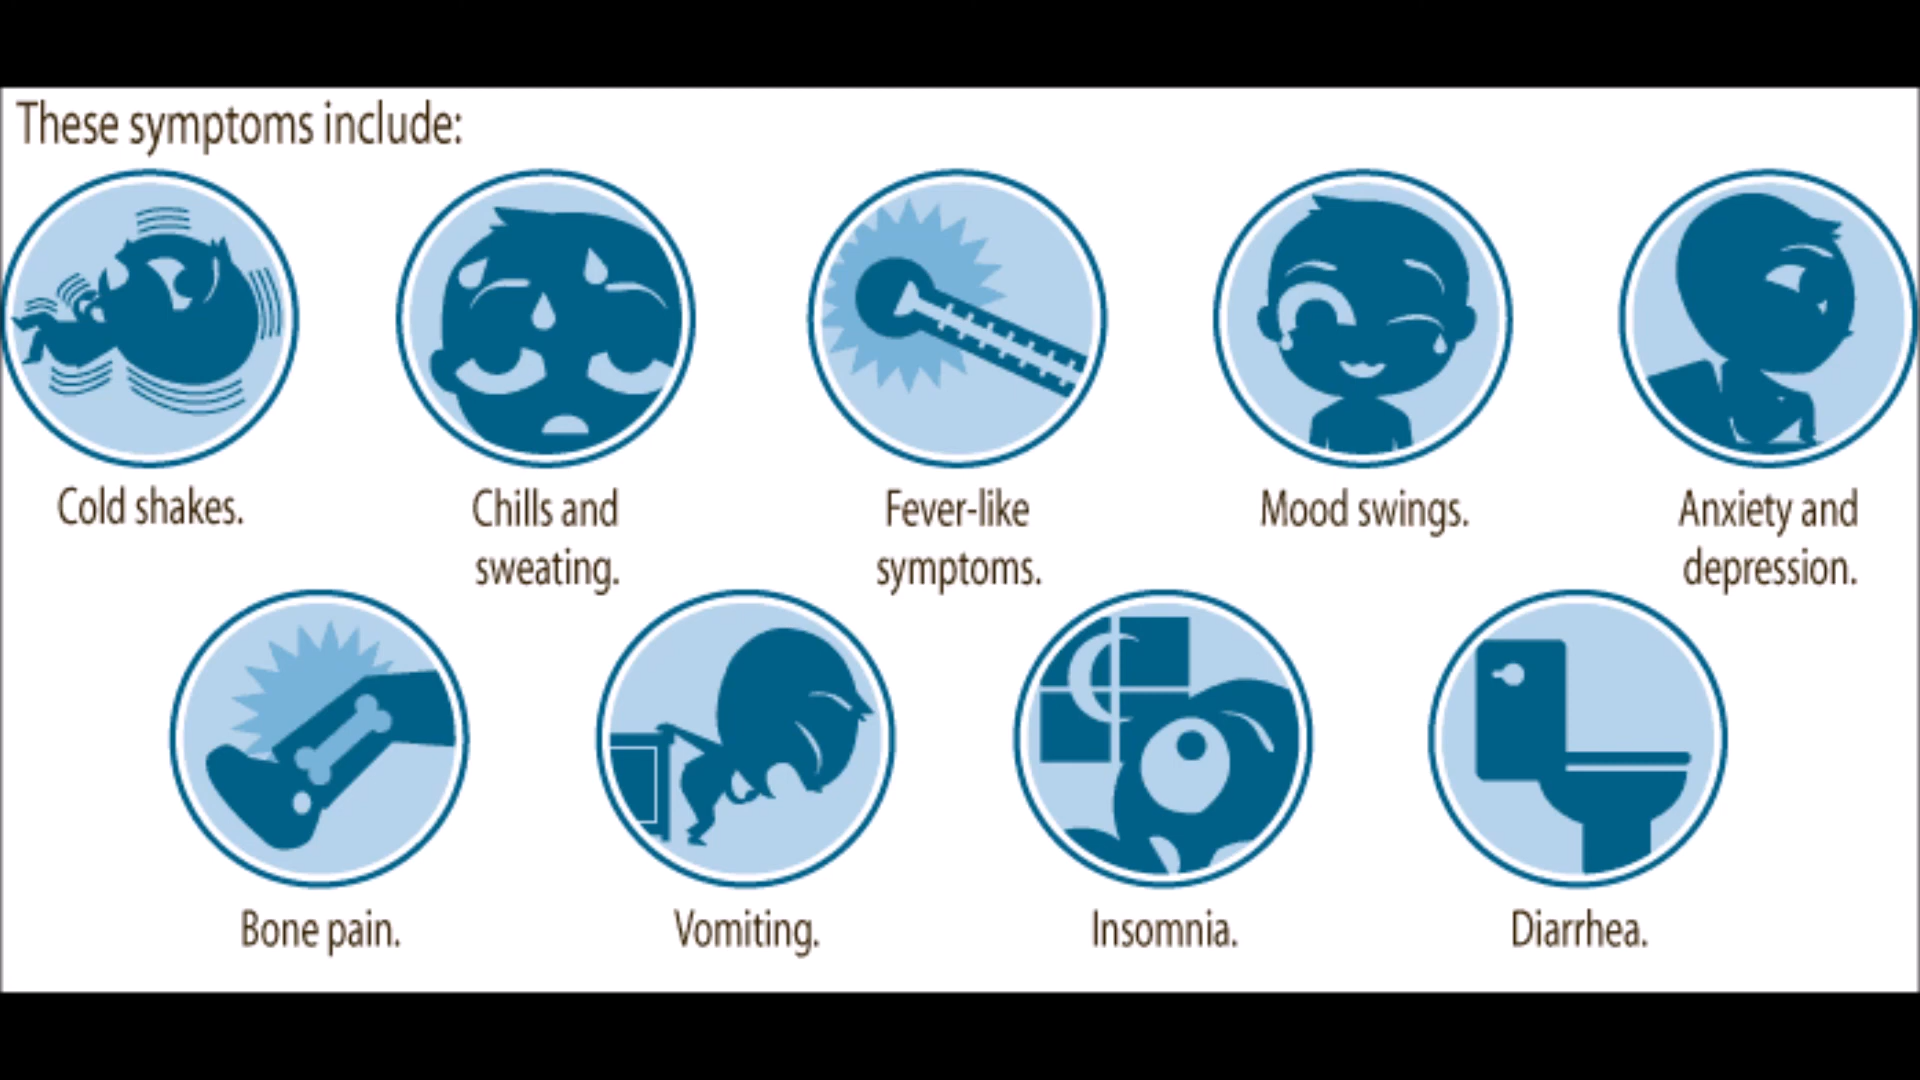 These symptoms include:
Cold shakes.
Chills and
sweating.
Fever-like
symptoms.
Mood swings.
Anxiety and
depression.
Bone pain.
Vomiting.
Insomnia.
Diarrhea.